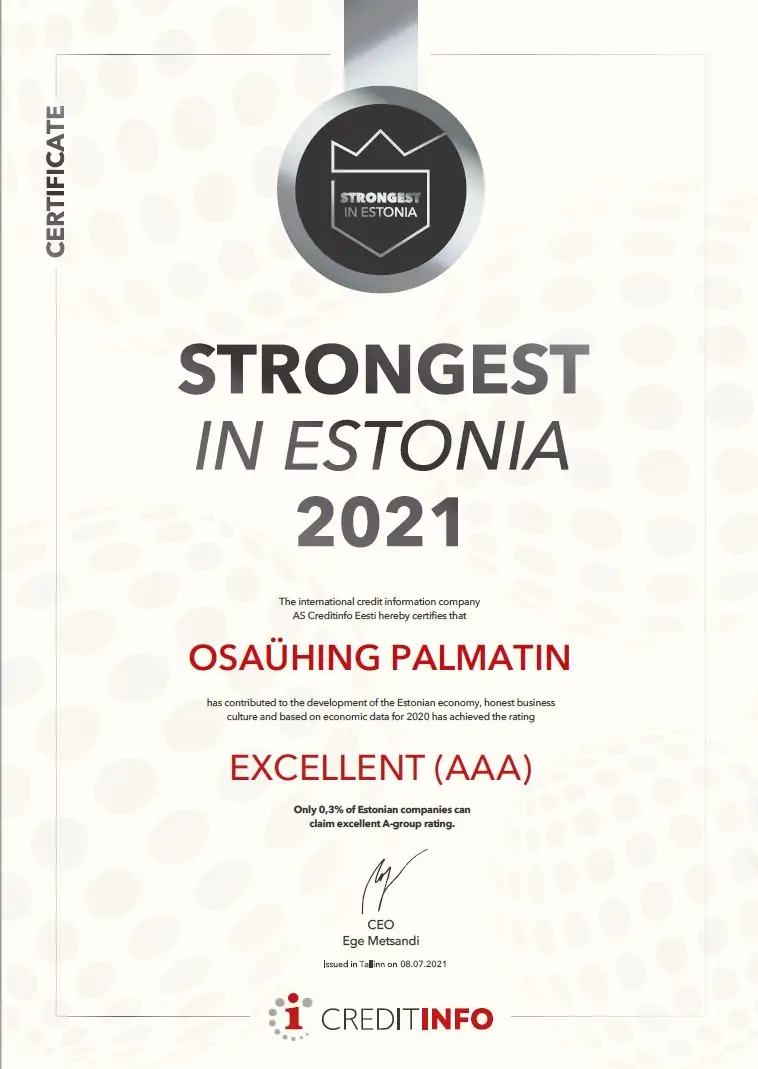 CERTIFICATE
STRONGEST
IN ESTONIA
STRONGEST
IN ESTONIA
2021
The international credit information company
AS Creditinfo Eesti hereby certifies that
OSAÜHING PALMATIN
has contributed to the development of the Estonian economy, honest business
culture and based on economic data for 2020 has achieved the rating
EXCELLENT (AAA)
Only 0,3% of Estonian companies can
claim excellent A-group rating.
CEO
Ege Metsandi
Issued in Tallinn on 08.07.2021
CREDITINFO